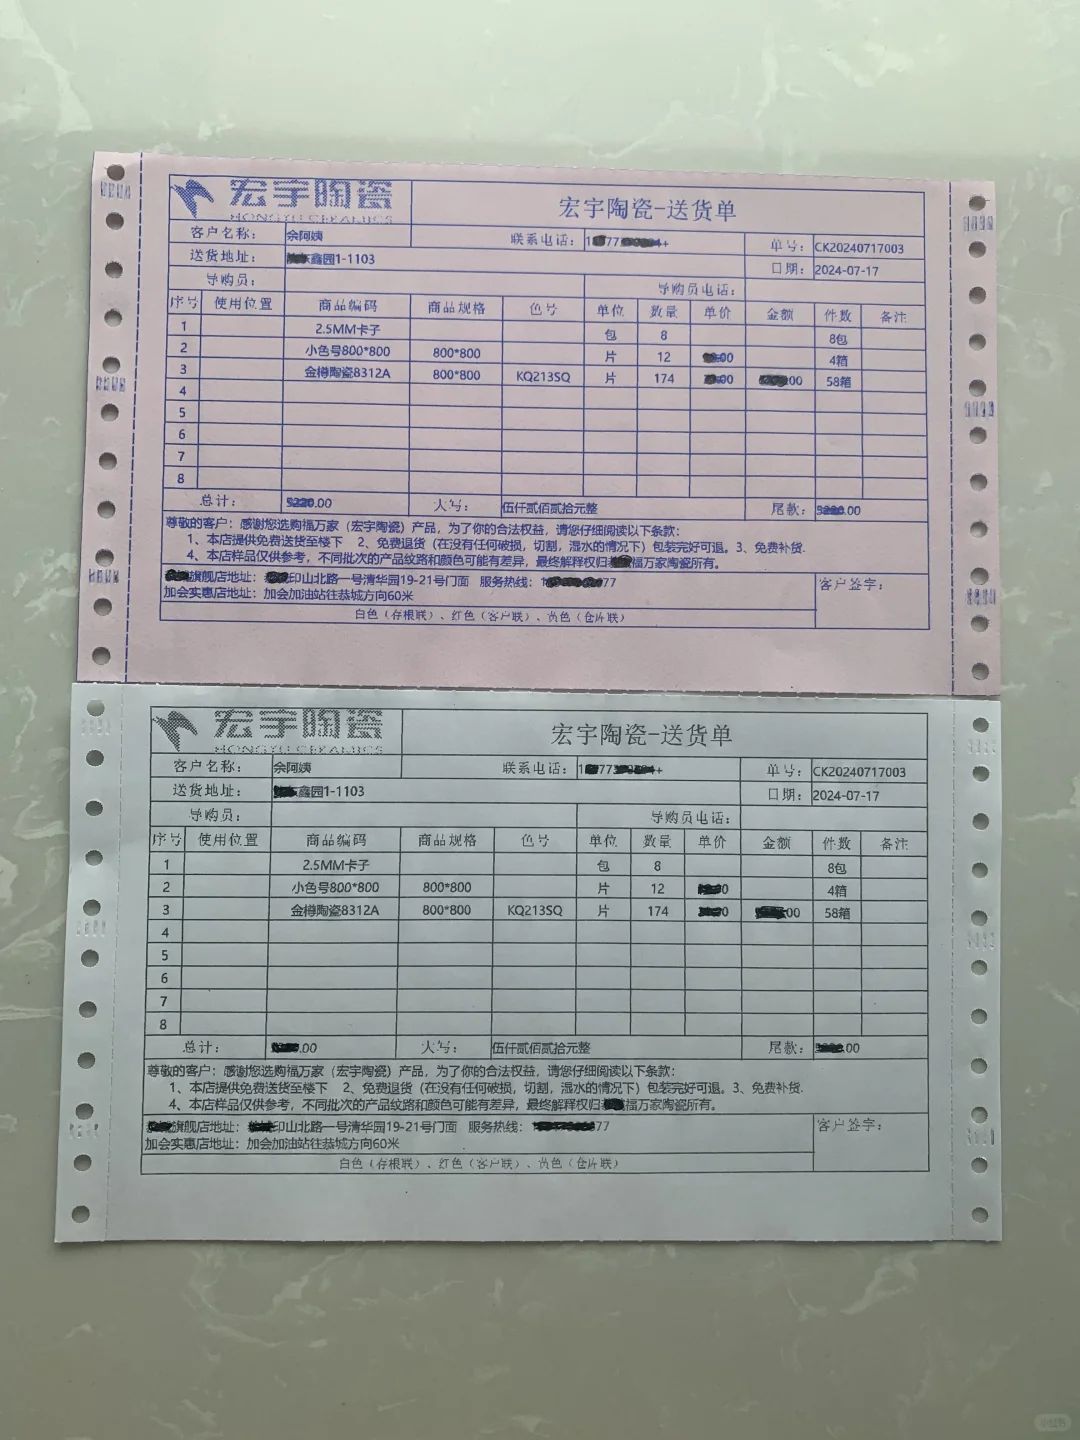 宏宇陶瓷
HONGYU CERAMICS
宏宇陶瓷-送货单
客户名称: 余阿姨 联系电话: 1 77 + 单号: CK20240717003
送货地址: 鑫园1-1103 日期: 2024-07-17
导购员: 导购员电话:
序号 使用位置 商品编码 商品规格 色号 单位 数量 单价 金额 件数 备注
1 2.5MM卡子 包 8 8包
2 小色号800*800 800*800 片 12 .00 4箱
3 金樽陶瓷8312A 800*800 KQ213SQ 片 174 .00 .00 58箱
4
5
6
7
8
总计: .00 大写: 伍仟贰佰贰拾元整 尾款: .00
尊敬的客户：感谢您选购福万家（宏宇陶瓷）产品，为了你的合法权益，请您仔细阅读以下条款：
1、本店提供免费送货至楼下 2、免费退货（在没有任何破损，切割，湿水的情况下）包装完好可退。3、免费补货.
4、本店样品仅供参考，不同批次的产品纹路和颜色可能有差异，最终解释权归 福万家陶瓷所有。
旗舰店地址: 印山北路一号清华园19-21号门面 服务热线: 1 77 客户签字:
加会实惠店地址: 加会加油站往恭城方向60米
白色（存根联）、红色（客户联）、黄色（仓库联）
宏宇陶瓷
HONGYU CERAMICS
宏宇陶瓷-送货单
客户名称: 余阿姨 联系电话: 1 77 + 单号: CK20240717003
送货地址: 鑫园1-1103 日期: 2024-07-17
导购员: 导购员电话:
序号 使用位置 商品编码 商品规格 色号 单位 数量 单价 金额 件数 备注
1 2.5MM卡子 包 8 8包
2 小色号800*800 800*800 片 12 0 4箱
3 金樽陶瓷8312A 800*800 KQ213SQ 片 174 0 00 58箱
4
5
6
7
8
总计: .00 大写: 伍仟贰佰贰拾元整 尾款: 00
尊敬的客户：感谢您选购福万家（宏宇陶瓷）产品，为了你的合法权益，请您仔细阅读以下条款：
1、本店提供免费送货至楼下 2、免费退货（在没有任何破损，切割，湿水的情况下）包装完好可退。3、免费补货.
4、本店样品仅供参考，不同批次的产品纹路和颜色可能有差异，最终解释权归 福万家陶瓷所有。
旗舰店地址: 印山北路一号清华园19-21号门面 服务热线: 77 客户签字:
加会实惠店地址: 加会加油站往恭城方向60米
白色（存根联）、红色（客户联）、黄色（仓库联）
小红书